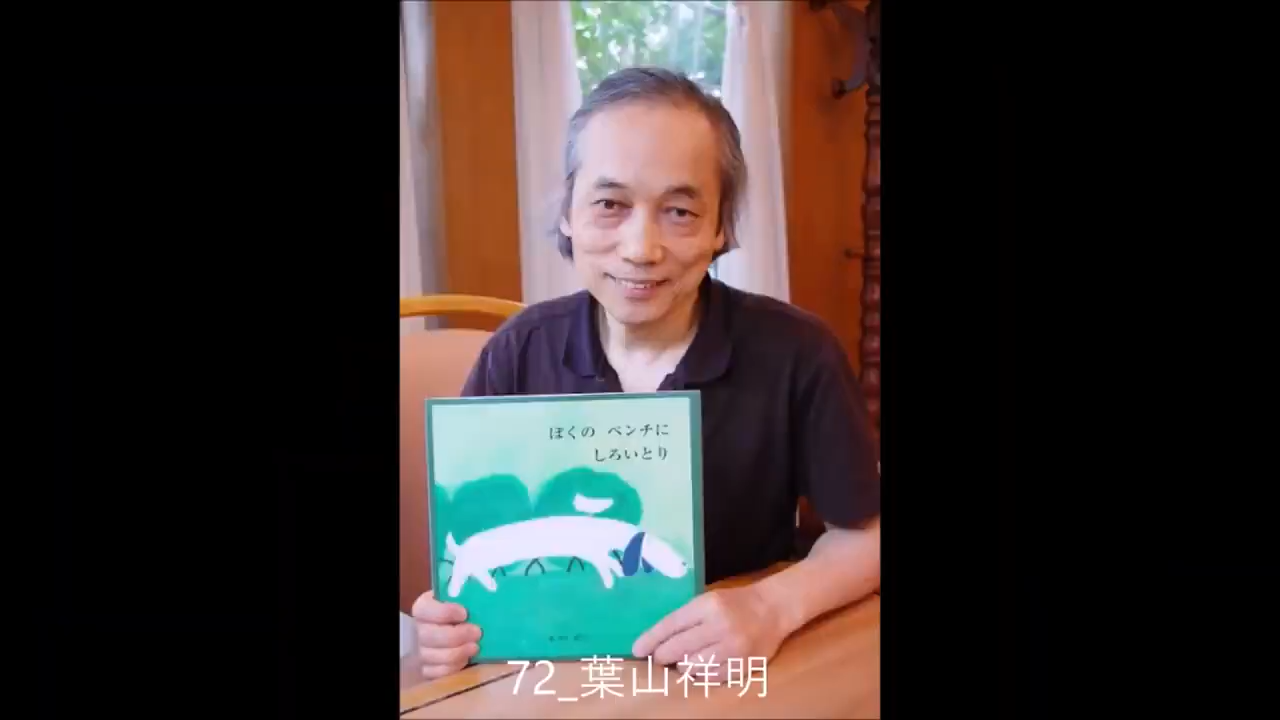 ぼくの ベンチに
しろいとり
72_葉山祥明